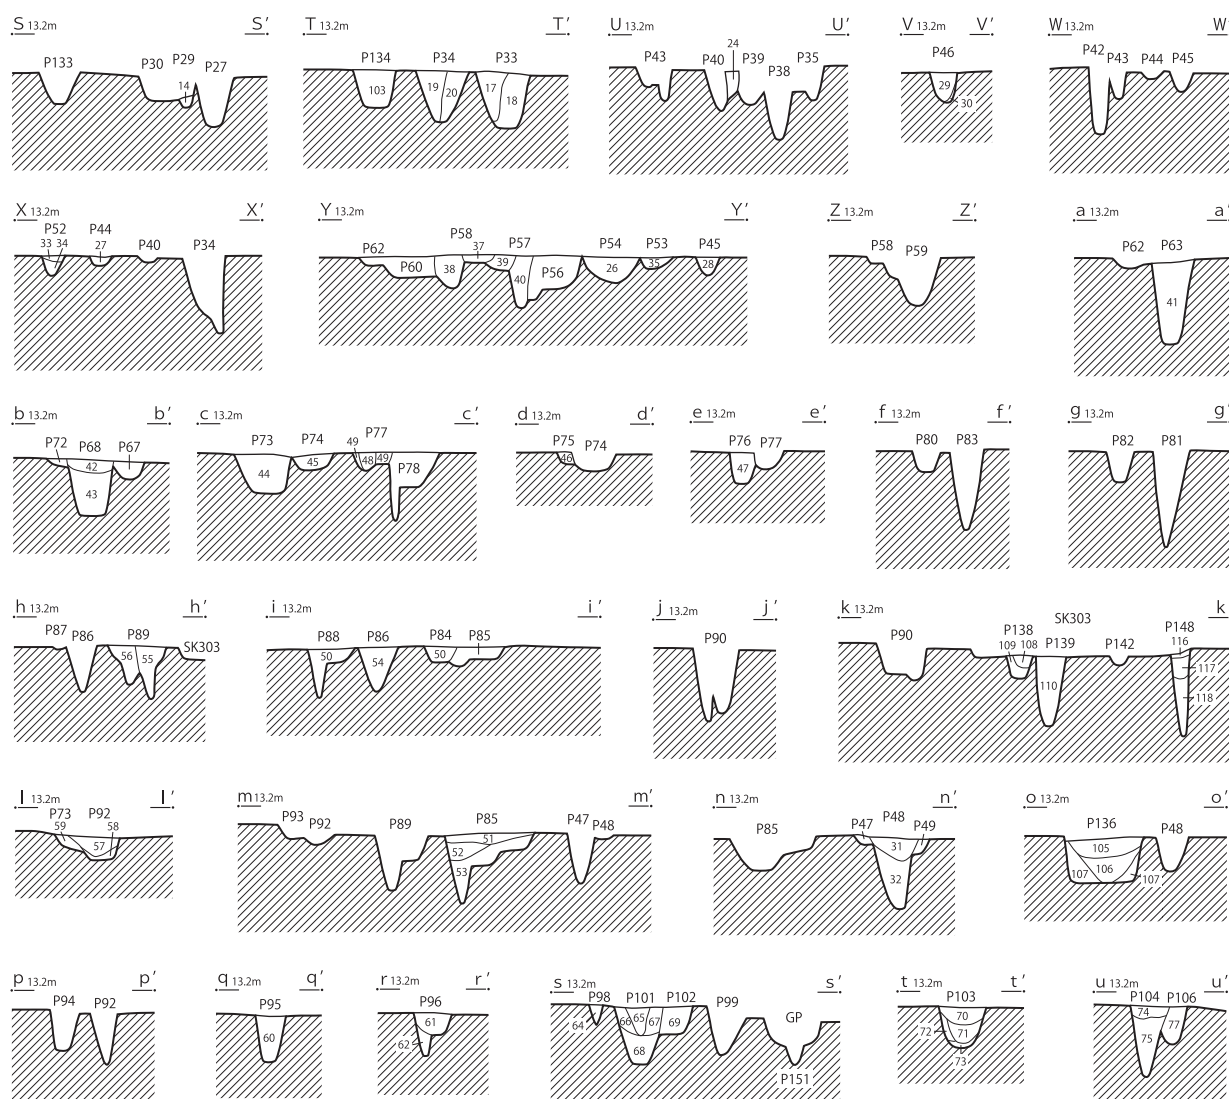 S 13.2m S′
P133 P30 P29 P27
14
T 13.2m T′
P134 P34 P33
103 19 20 17 18
U 13.2m U′
24
P43 P40 P39 P38 P35
V 13.2m V′
P46
29
30
W 13.2m W
P42 P43 P44 P45
X 13.2m X′
P52 P44 P40 P34
33 34 27
Y 13.2m Y′
P62 P60 P58 37 P57 P56 P54 P53 P45
38 39 40 26 35 28
Z 13.2m Z′
P58 P59
a 13.2m a′
P62 P63
41
b 13.2m b′
P72 P68 P67
42
43
c 13.2m c′
P73 P74 P77 P78
44 45 49 48 49
d 13.2m d′
P75 P74
46
e 13.2m e′
P76 P77
47
f 13.2m f′
P80 P83
g 13.2m g′
P82 P81
h 13.2m h′
P87 P86 P89 SK303
56 55
i 13.2m i′
P88 P86 P84 P85
50 54 50
j 13.2m j′
P90
k 13.2m k
SK303
P90 P138 P139 P142 P148
109 108 110 116
117
118
l 13.2m l′
P73 P92
59 58
57
m 13.2m m′
P93 P92 P89 P85 P47 P48
51
52
53
n 13.2m n′
P85 P47 P48 P49
31
32
o 13.2m o′
P136 P48
105
107 106 107
p 13.2m p′
P94 P92
q 13.2m q′
P95
60
r 13.2m r′
P96
61
62
s 13.2m s′
P98 P101 P102 P99 GP
64 66 65 67 69
68
P151
t 13.2m t′
P103
70
72 71
73
u 13.2m u′
P104 P106
74
75 77